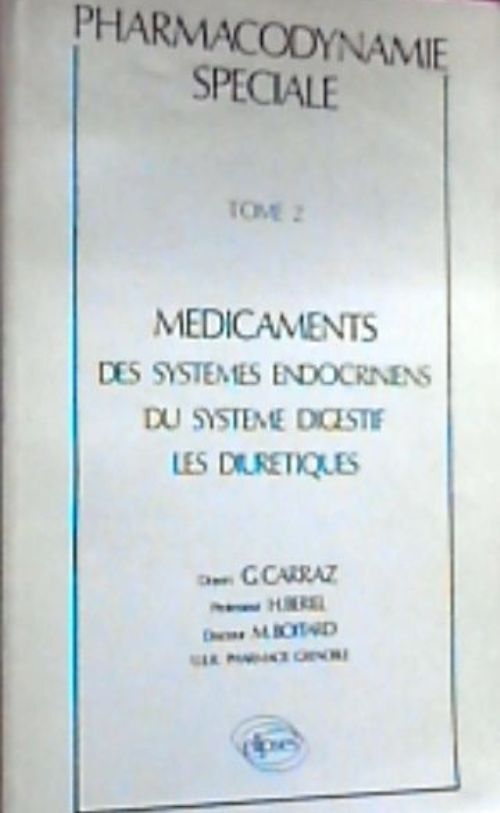 PHARMACODYNAMIE
SPECIALE
TOME 2
MEDICAMENTS
DES SYSTEMES ENDOCRINIENS
DU SYSTEME DIGESTIF
LES DIURETIQUES
Doyen G. CARRAZ
Professeur H. BERIEL
Docteur M. BOITARD
U.E.R. PHARMACIE GRENOBLE
ellipses